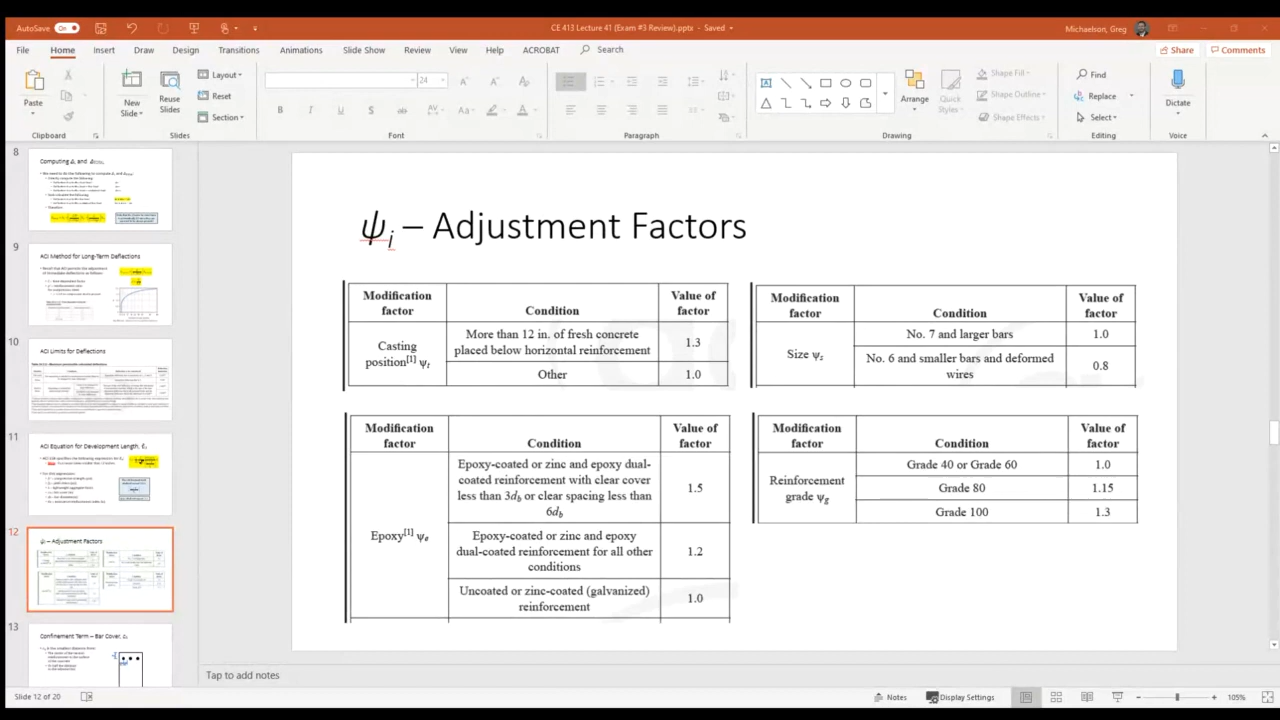 AutoSave On CE 413 Lecture 41 (Exam #3 Review).pptx - Saved Michaelson, Greg
File Home Insert Draw Design Transitions Animations Slide Show Review View Help ACROBAT Search Share Comments
Paste New Slide Reuse Slides Layout Reset Section 24 Arrange Quick Styles Shape Fill Shape Outline Shape Effects Find Replace Select Dictate
Clipboard Slides Font Paragraph Drawing Editing Voice
8
9
ACI Method for Long-Term Deflections
10
ACI Limits for Deflections
11
ACI Equation for Development Length, ℓd
12
ψi – Adjustment Factors
13
Confinement Term – Bar Cover, cb
ψi – Adjustment Factors
Modification factor Condition Value of factor
Casting position[1] ψt
More than 12 in. of fresh concrete placed below horizontal reinforcement 1.3
Other 1.0
Modification factor Condition Value of factor
Size ψs
No. 7 and larger bars 1.0
No. 6 and smaller bars and deformed wires 0.8
Modification factor Condition Value of factor
Epoxy[1] ψe
Epoxy-coated or zinc and epoxy dual-
coated reinforcement with clear cover
less than 3db or clear spacing less than
6db 1.5
Epoxy-coated or zinc and epoxy
dual-coated reinforcement for all other
conditions 1.2
Uncoated or zinc-coated (galvanized)
reinforcement 1.0
Modification factor Condition Value of factor
Reinforcement grade ψg
Grade 40 or Grade 60 1.0
Grade 80 1.15
Grade 100 1.3
Tap to add notes
Slide 12 of 20 Notes Display Settings 105%